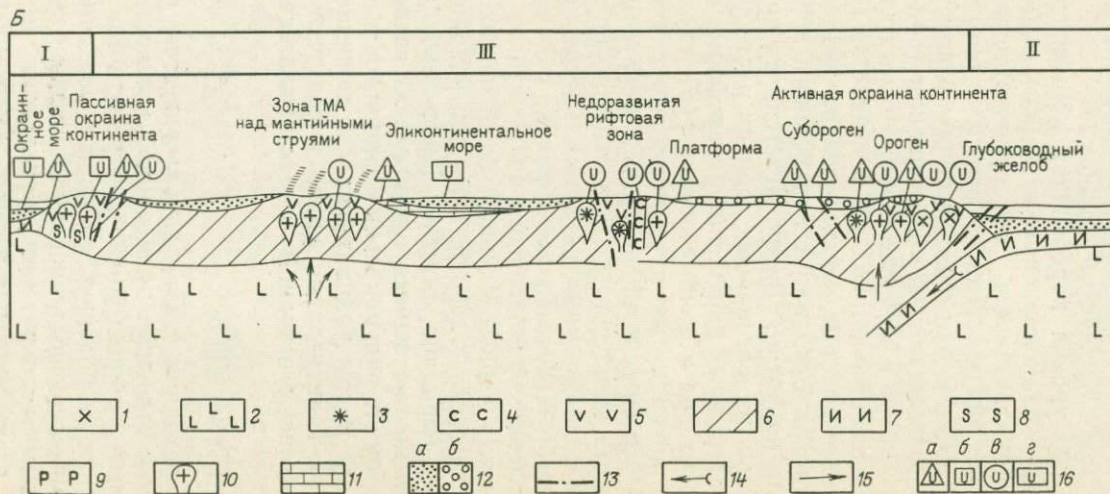 Б
I III II
Окраин-
ное
море
Пассивная
окраина
континента
Зона ТМА
над мантийными
струями
Эпиконтинентальное
море
Недоразвитая
рифтовая
зона
Платформа
Активная окраина континента
Субороген
Ороген
Глубоководный
желоб
U U U U U U U U U U U U U U U U U U U
L L L L L L L L L L L L L L
L L L L L L L L L L L L L L L
× 1 L L L 2 ✳ 3 C C 4 V V 5 6 И И 7 S S 8
P P 9 + 10 11 а б 12 13 14 15 а б в г U U U U 16